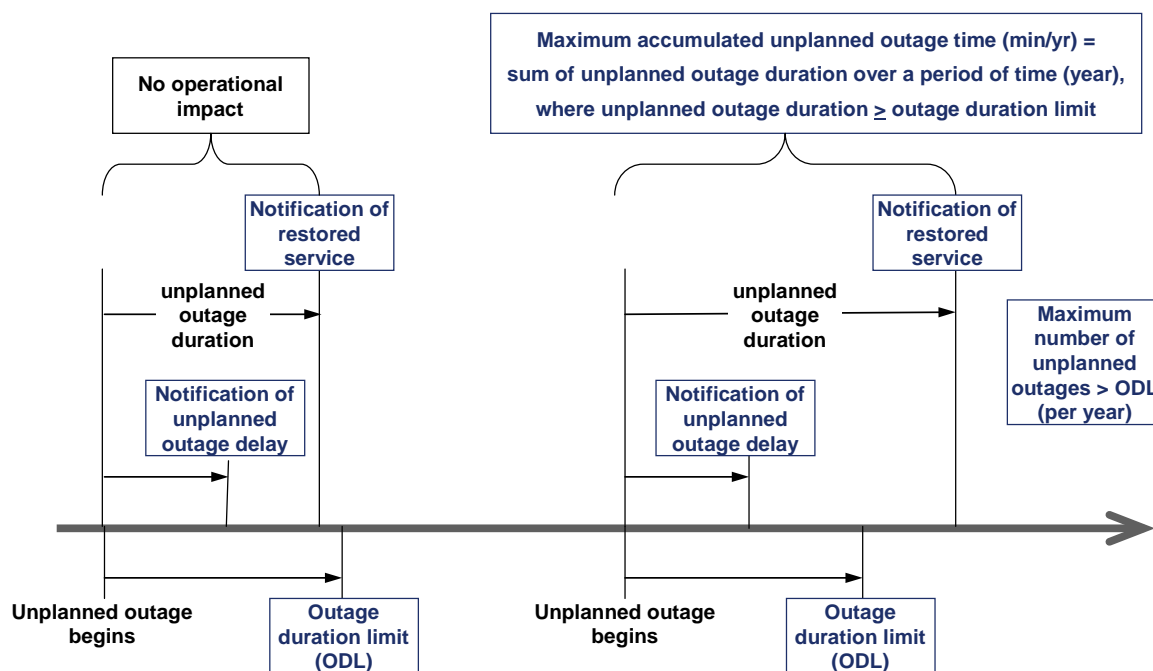 Maximum accumulated unplanned outage time (min/yr) =
sum of unplanned outage duration over a period of time (year),
where unplanned outage duration ≥ outage duration limit
No operational
impact
Notification of
restored
service
Notification of
restored
service
unplanned
outage
duration
unplanned
outage
duration
Maximum
number of
unplanned
outages > ODL
(per year)
Notification of
unplanned
outage delay
Notification of
unplanned
outage delay
Unplanned outage
begins
Outage
duration limit
(ODL)
Unplanned outage
begins
Outage
duration limit
(ODL)